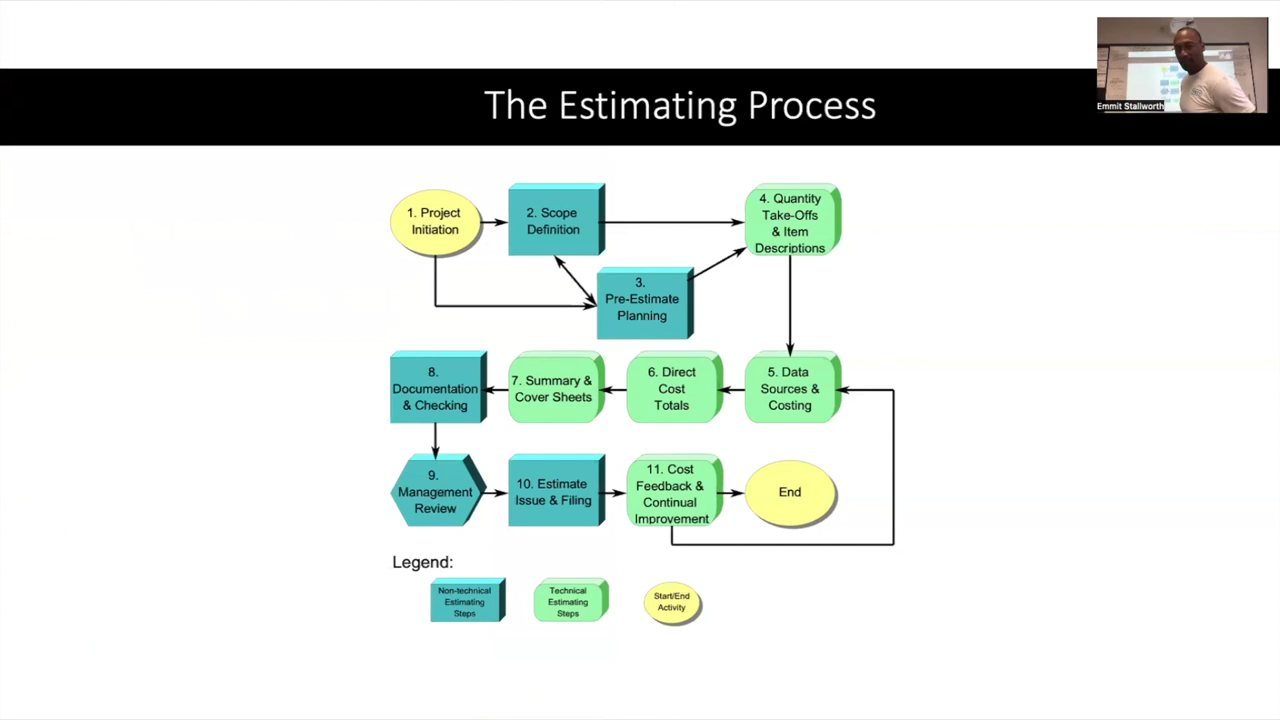 The Estimating Process
Emmit Stallworth
1. Project
Initiation
2. Scope
Definition
3.
Pre-Estimate
Planning
4. Quantity
Take-Offs
& Item
Descriptions
8.
Documentation
& Checking
7. Summary &
Cover Sheets
6. Direct
Cost
Totals
5. Data
Sources &
Costing
9.
Management
Review
10. Estimate
Issue & Filing
11. Cost
Feedback &
Continual
Improvement
End
Legend:
Non-technical
Estimating
Steps
Technical
Estimating
Steps
Start/End
Activity